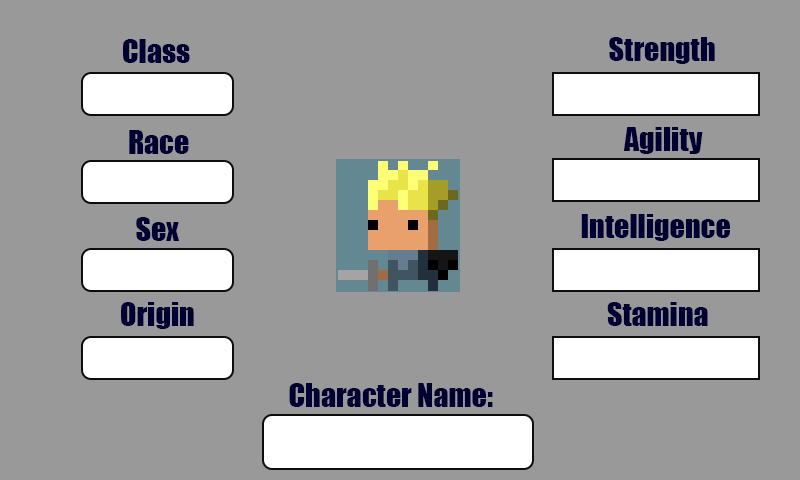 Class
Race
Sex
Origin
Strength
Agility
Intelligence
Stamina
Character Name: